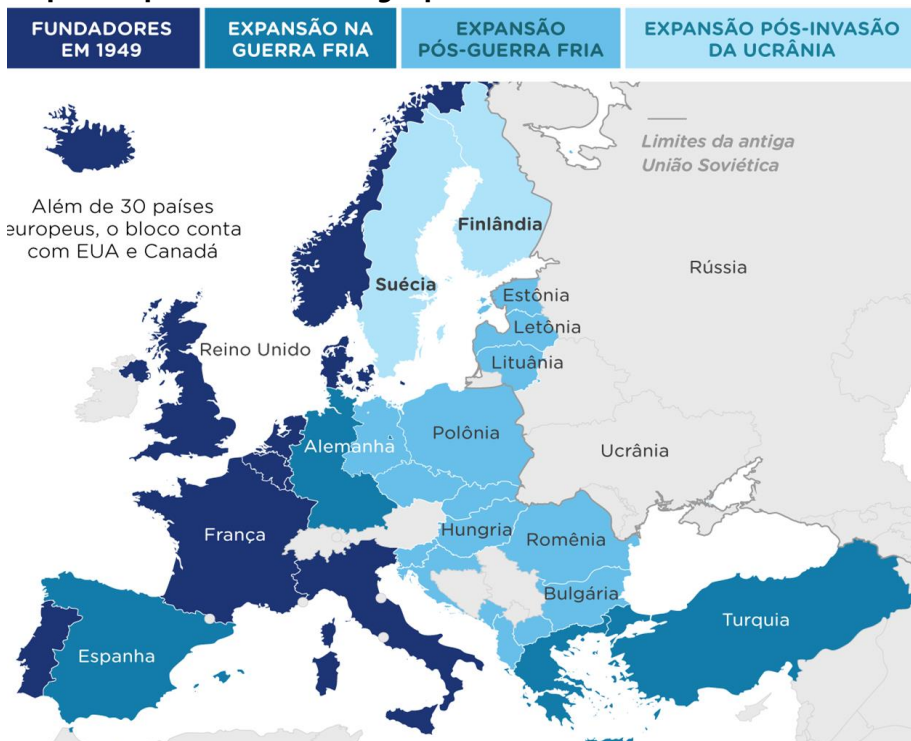 FUNDADORES
EM 1949
EXPANSÃO NA
GUERRA FRIA
EXPANSÃO
PÓS-GUERRA FRIA
EXPANSÃO PÓS-INVASÃO
DA UCRÂNIA
Limites da antiga
União Soviética
Além de 30 países
europeus, o bloco conta
com EUA e Canadá
Finlândia
Suécia
Rússia
Estônia
Letônia
Lituânia
Reino Unido
Polônia
Alemanha
Ucrânia
França
Hungria
Romênia
Bulgária
Turquia
Espanha